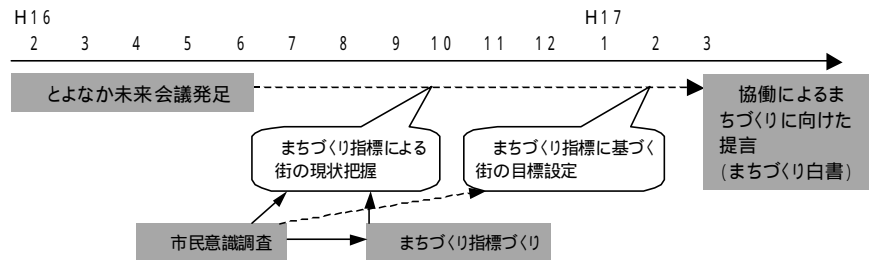 H16 H17
2 3 4 5 6 7 8 9 10 11 12 1 2 3
とよなか未来会議発足
協働によるま
ちづくりに向けた
提言
(まちづくり白書)
まちづくり指標による
街の現状把握
まちづくり指標に基づく
街の目標設定
市民意識調査
まちづくり指標づくり